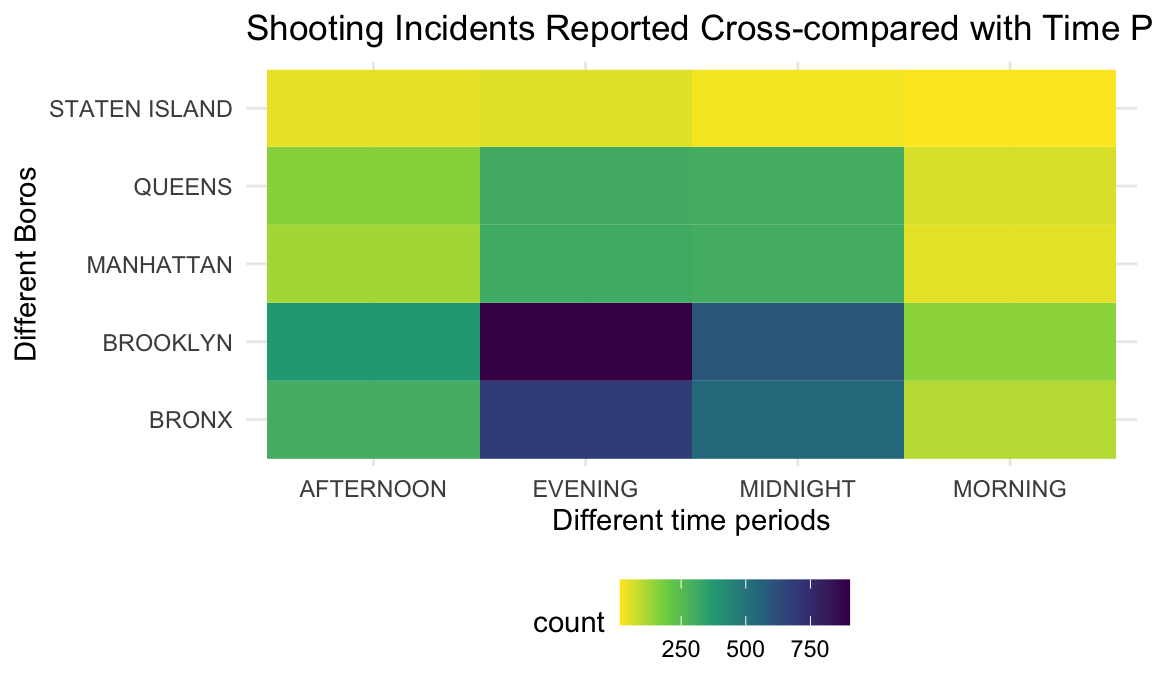 Shooting Incidents Reported Cross-compared with Time P
STATEN ISLAND
QUEENS
MANHATTAN
BROOKLYN
BRONX
Different Boros
AFTERNOON EVENING MIDNIGHT MORNING
Different time periods
count
250 500 750